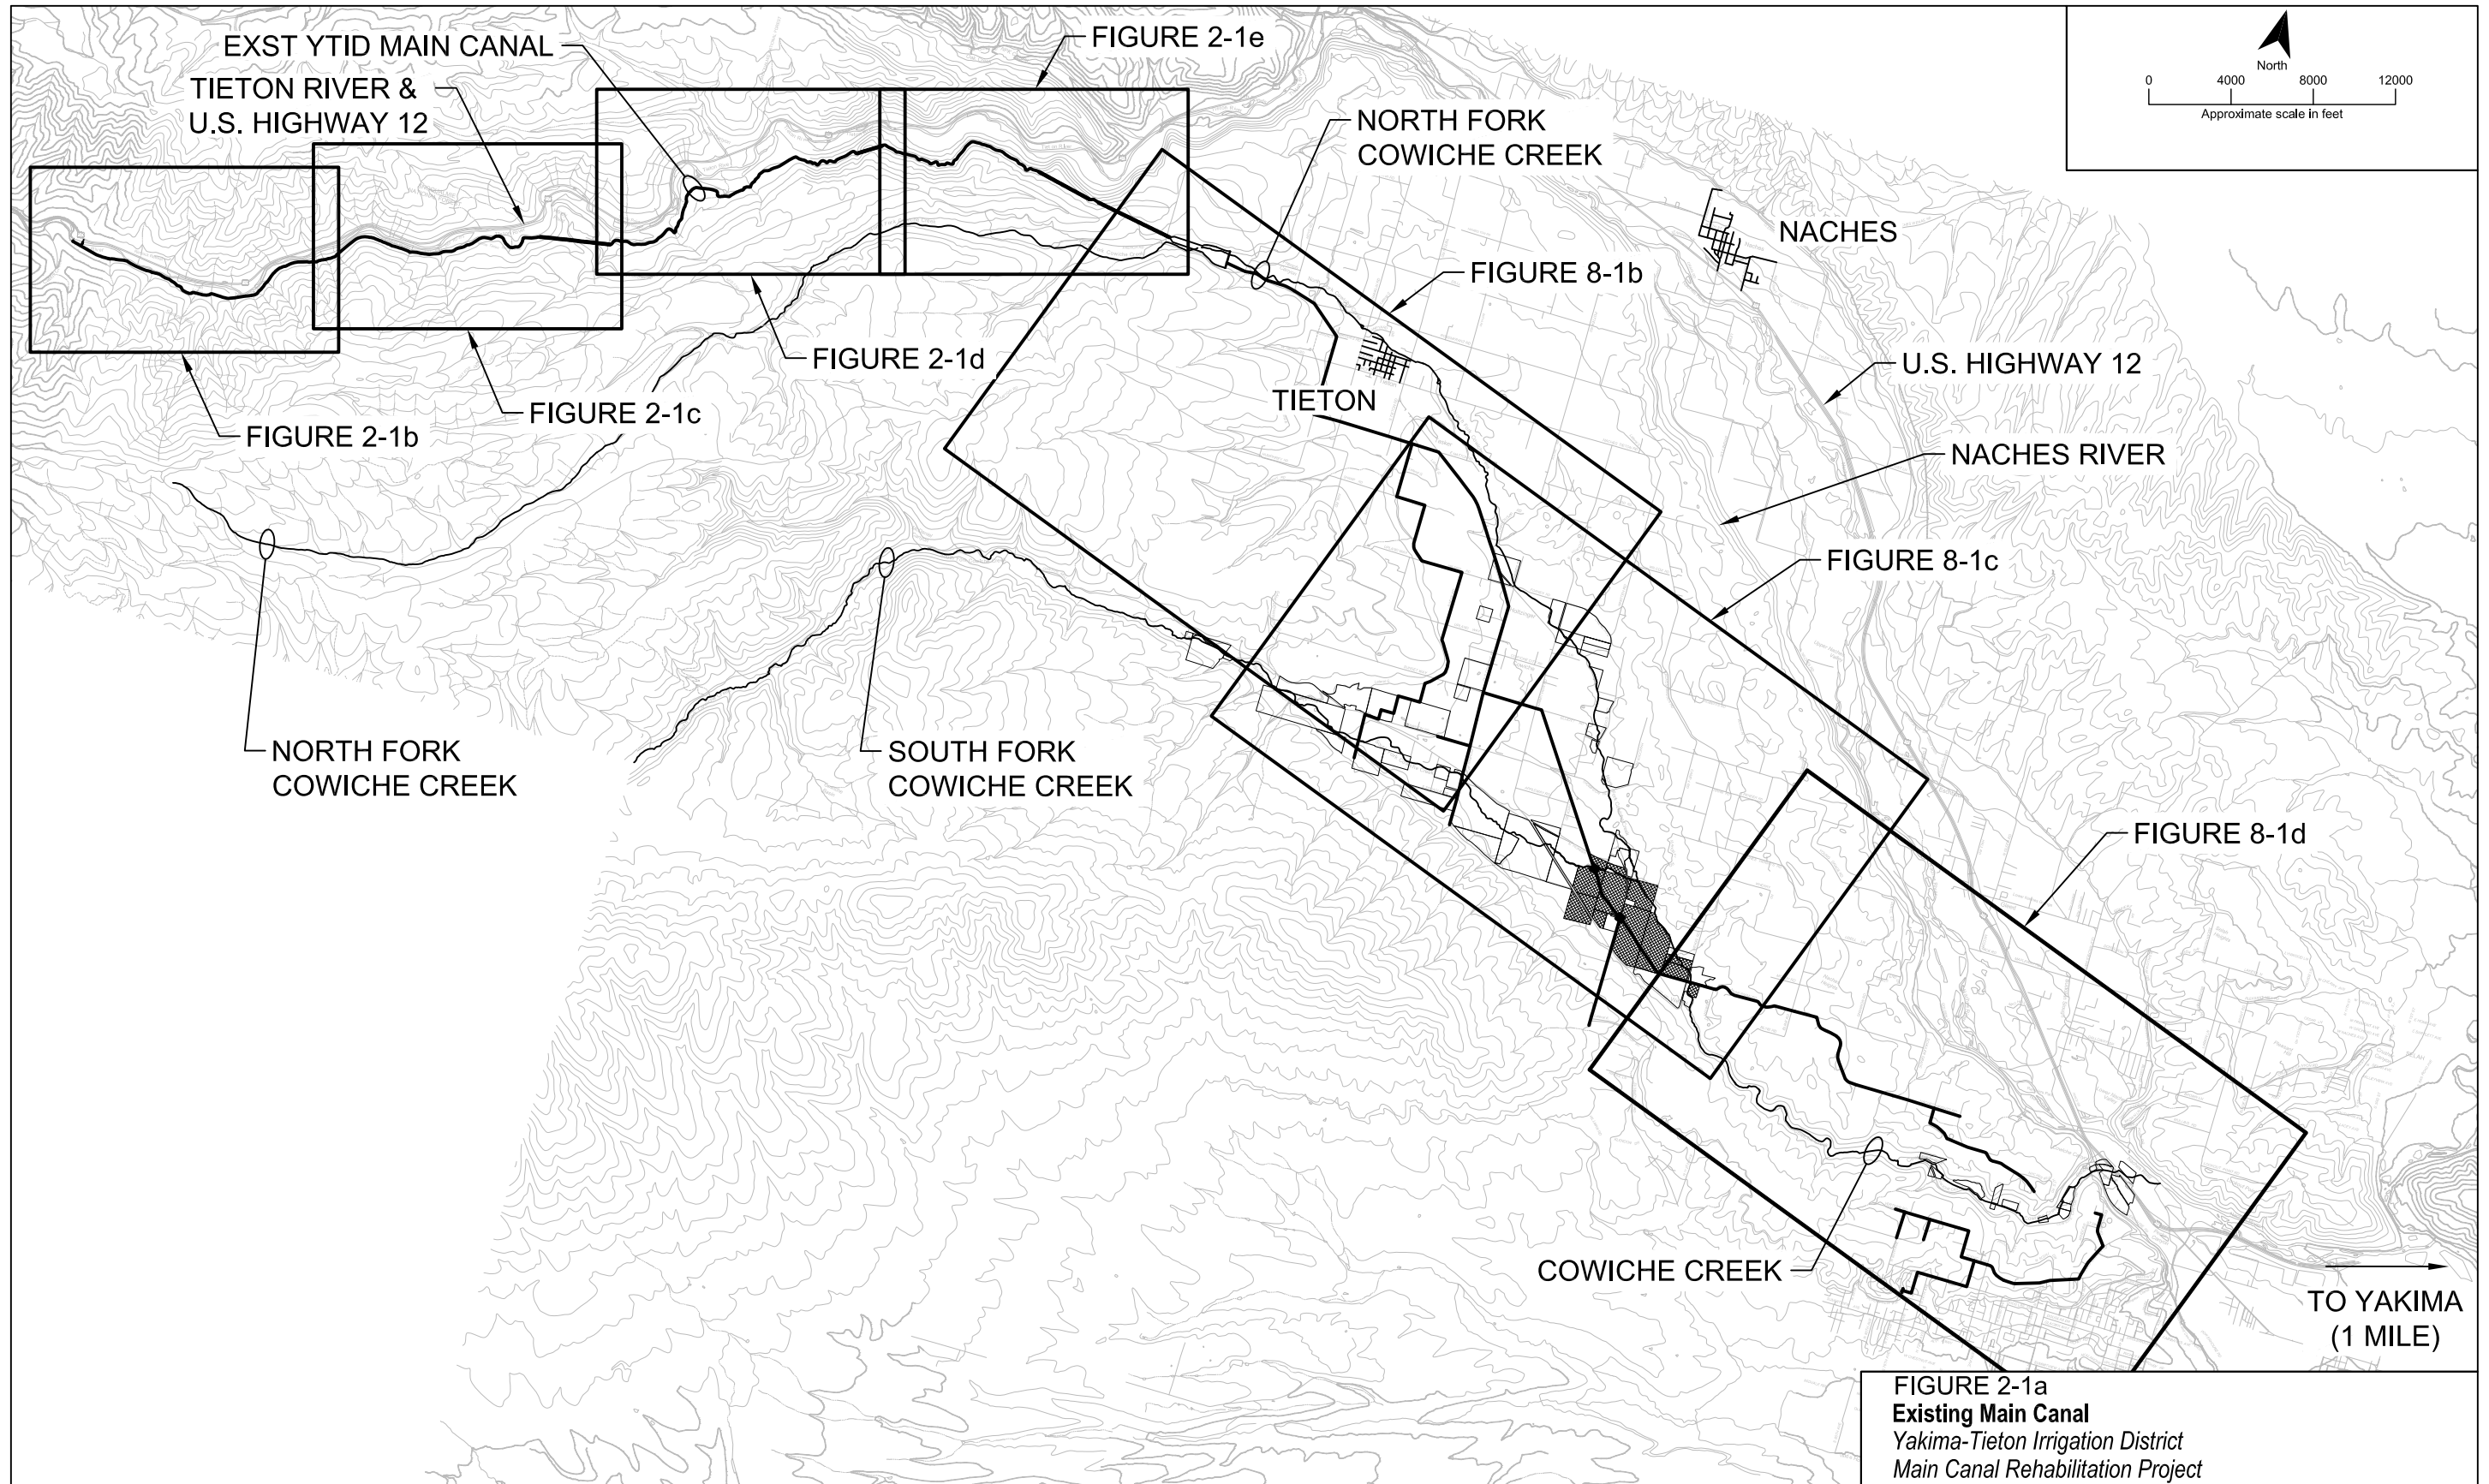 EXST YTID MAIN CANAL
FIGURE 2-1e
TIETON RIVER &
U.S. HIGHWAY 12
North
0 4000 8000 12000
Approximate scale in feet
NORTH FORK
COWICHE CREEK
NACHES
FIGURE 8-1b
FIGURE 2-1d
U.S. HIGHWAY 12
TIETON
FIGURE 2-1c
FIGURE 2-1b
NACHES RIVER
FIGURE 8-1c
NORTH FORK
COWICHE CREEK
SOUTH FORK
COWICHE CREEK
FIGURE 8-1d
COWICHE CREEK
TO YAKIMA
(1 MILE)
FIGURE 2-1a
Existing Main Canal
Yakima-Tieton Irrigation District
Main Canal Rehabilitation Project